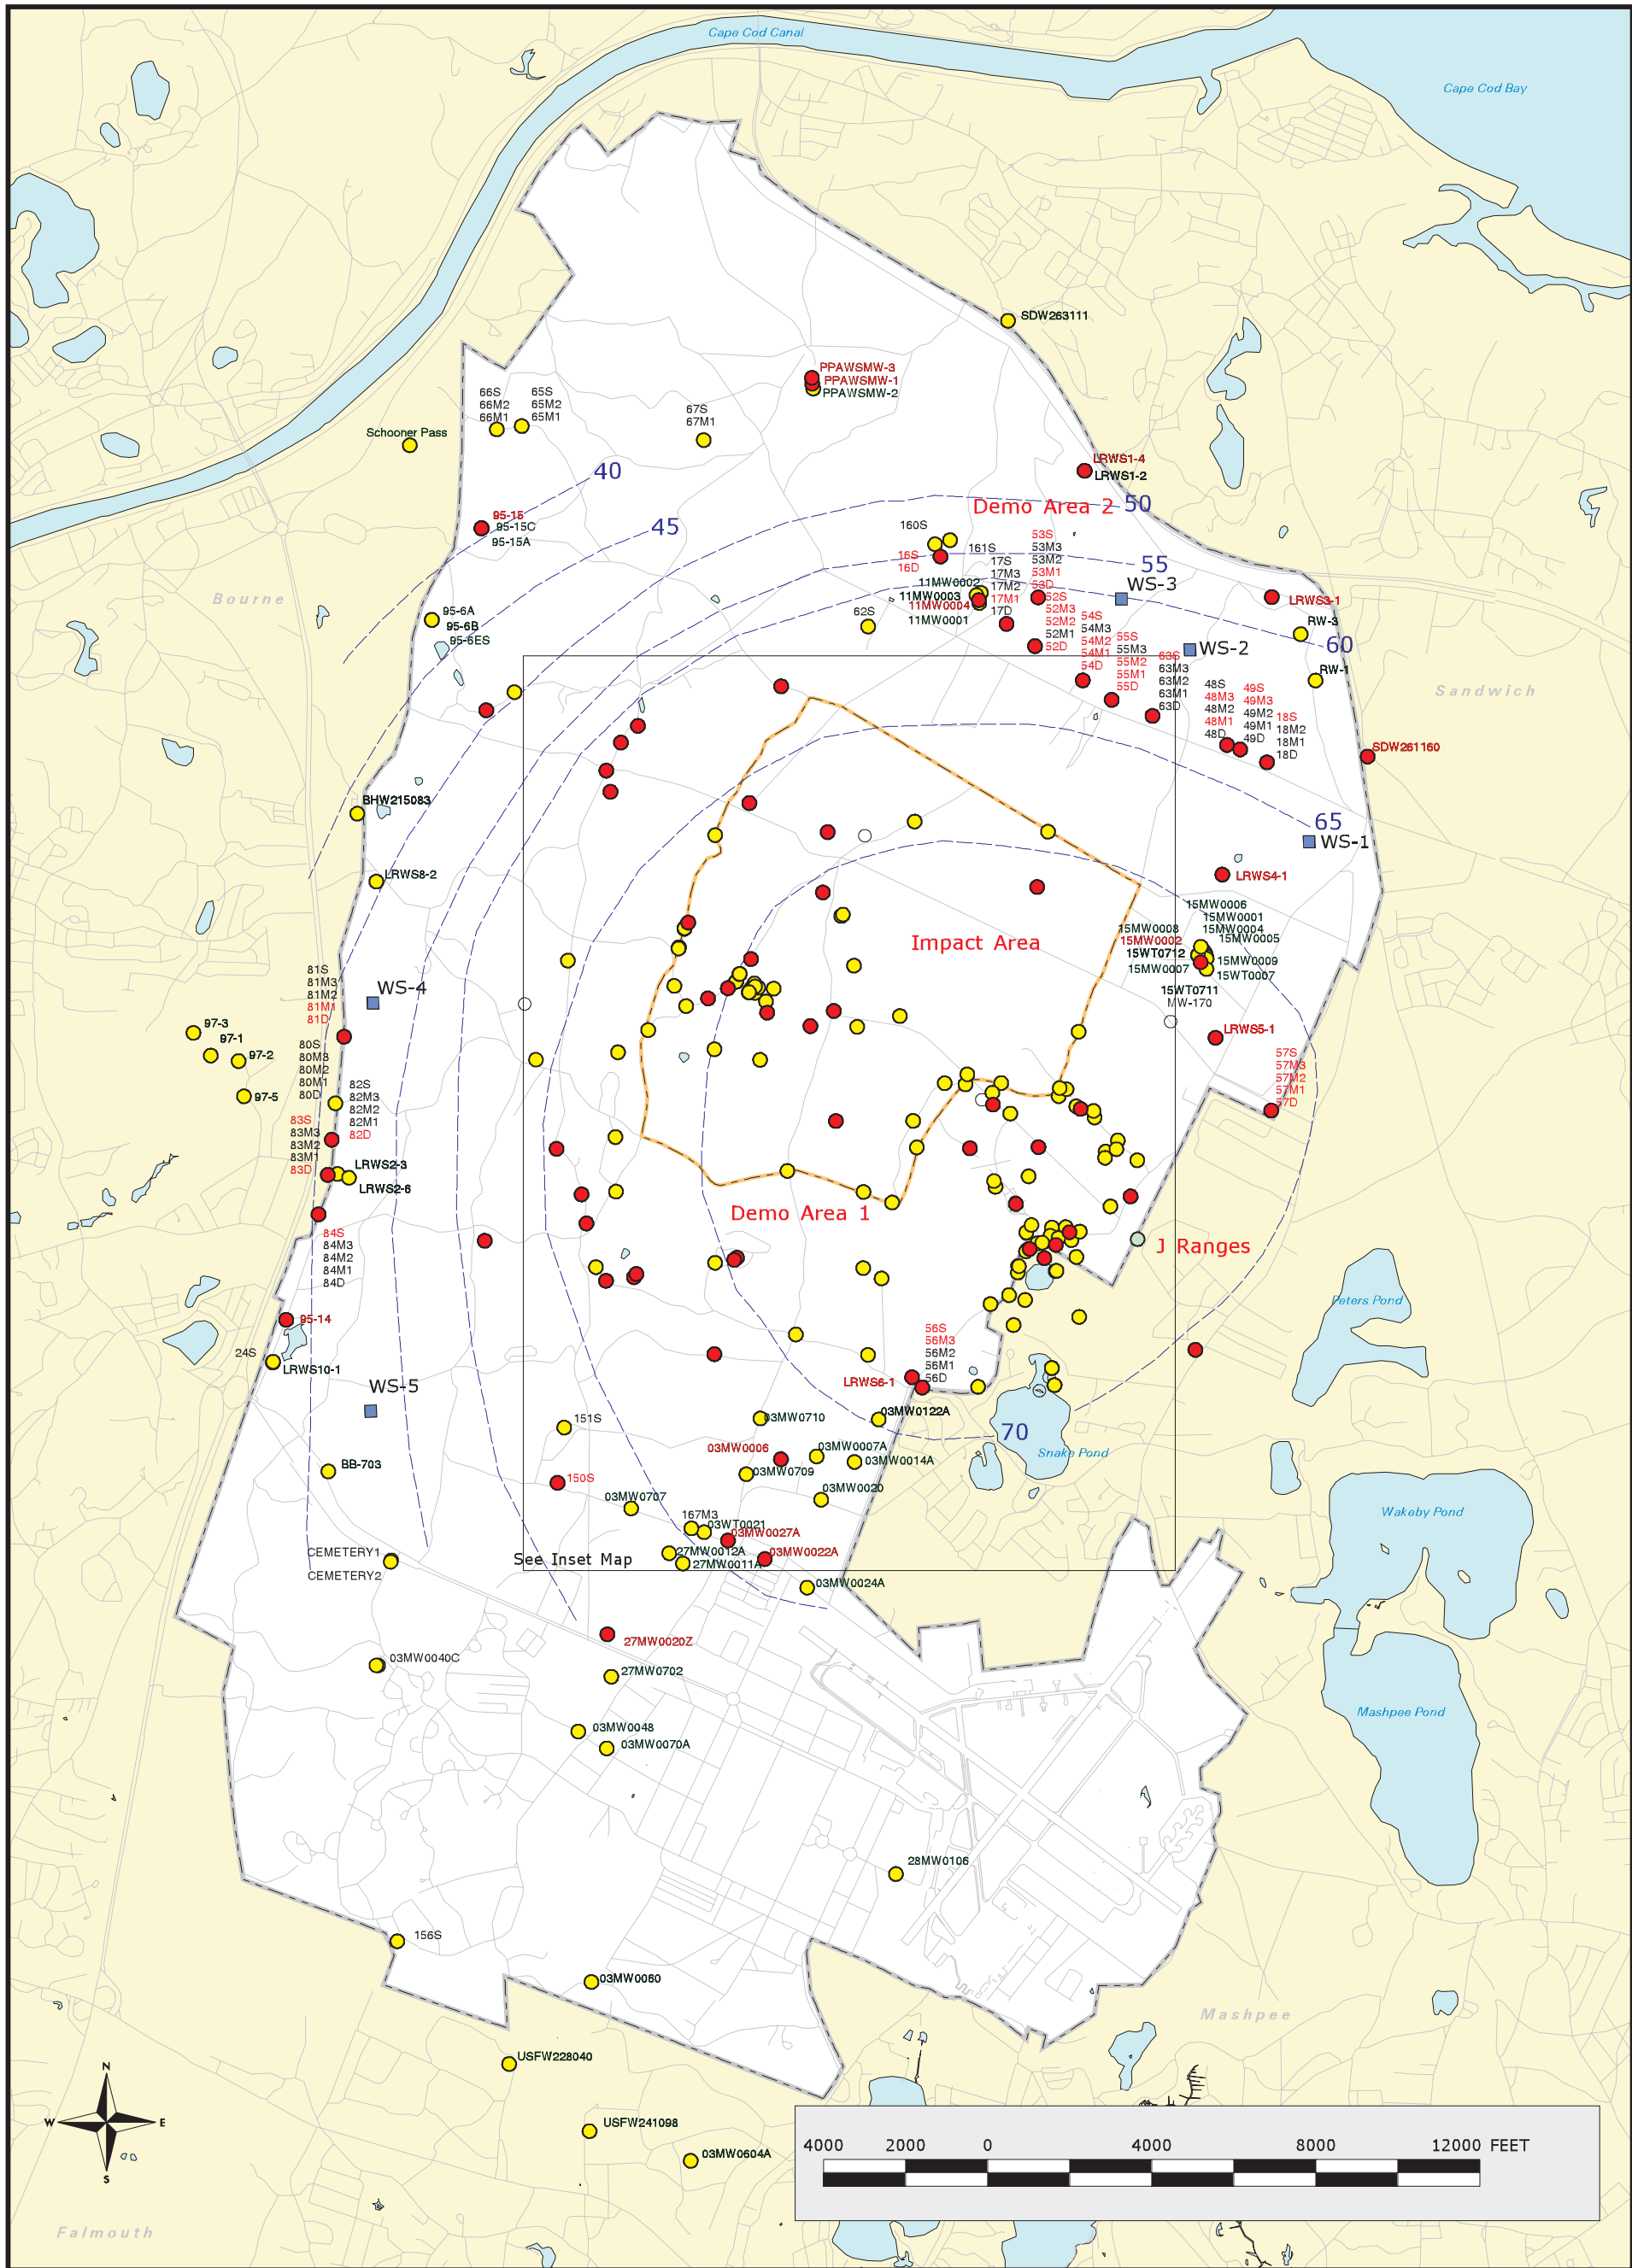 Cape Cod Canal
Cape Cod Bay
SDW263111
PPAWSMW-3
PPAWSMW-1
PPAWSMW-2
66S
66M2
66M1
65S
65M2
65M1
67S
67M1
Schooner Pass
LRWS1-4
LRWS1-2
40
45
50
Demo Area 2
95-15
95-15C
95-15A
160S
161S
16S
16D
53S
53M3
53M2
53M1
53D
55
WS-3
17S
17M3
17M2
17M1
17D
11MW0002
11MW0003
11MW0004
11MW0001
52S
52M3
52M2
52M1
52D
LRWS3-1
RW-3
60
RW-1
Bourne
95-6A
95-6B
95-6ES
62S
54S
54M3
54M2
54M1
54D
55S
55M3
55M2
55M1
55D
WS-2
63S
63M3
63M2
63M1
63D
Sandwich
48S
48M3
48M2
48M1
48D
49S
49M3
49M2
49M1
49D
18S
18M2
18M1
18D
SDW261160
BHW215083
65
WS-1
LRWS8-2
LRWS4-1
Impact Area
15MW0006
15MW0001
15MW0004
15MW0005
15MW0008
15MW0002
15WT0712
15MW0007
15MW0009
15WT0007
15WT0711
MW-170
81S
81M3
81M2
81M1
81D
WS-4
LRWS5-1
97-3
97-1
97-2
97-5
80S
80M3
80M2
80M1
80D
82S
82M3
82M2
82M1
82D
57S
57M3
57M2
57M1
57D
83S
83M3
83M2
83M1
83D
LRWS2-3
LRWS2-6
Demo Area 1
84S
84M3
84M2
84M1
84D
J Ranges
Peters Pond
95-14
24S
LRWS10-1
56S
56M3
56M2
56M1
56D
LRWS6-1
WS-5
151S
03MW0710
03MW0122A
70
Snake Pond
03MW0006
03MW0007A
03MW0014A
BB-703
150S
03MW0709
03MW0020
03MW0707
167M3
03WT0021
03MW0027A
Wakeby Pond
CEMETERY1
CEMETERY2
See Inset Map
27MW0012A
27MW0011A
03MW0022A
03MW0024A
27MW0020Z
03MW0040C
27MW0702
Mashpee Pond
03MW0048
03MW0070A
28MW0106
156S
03MW0060
Mashpee
USFW228040
N
W
E
S
USFW241098
03MW0604A
Falmouth
4000 2000 0 4000 8000 12000 FEET